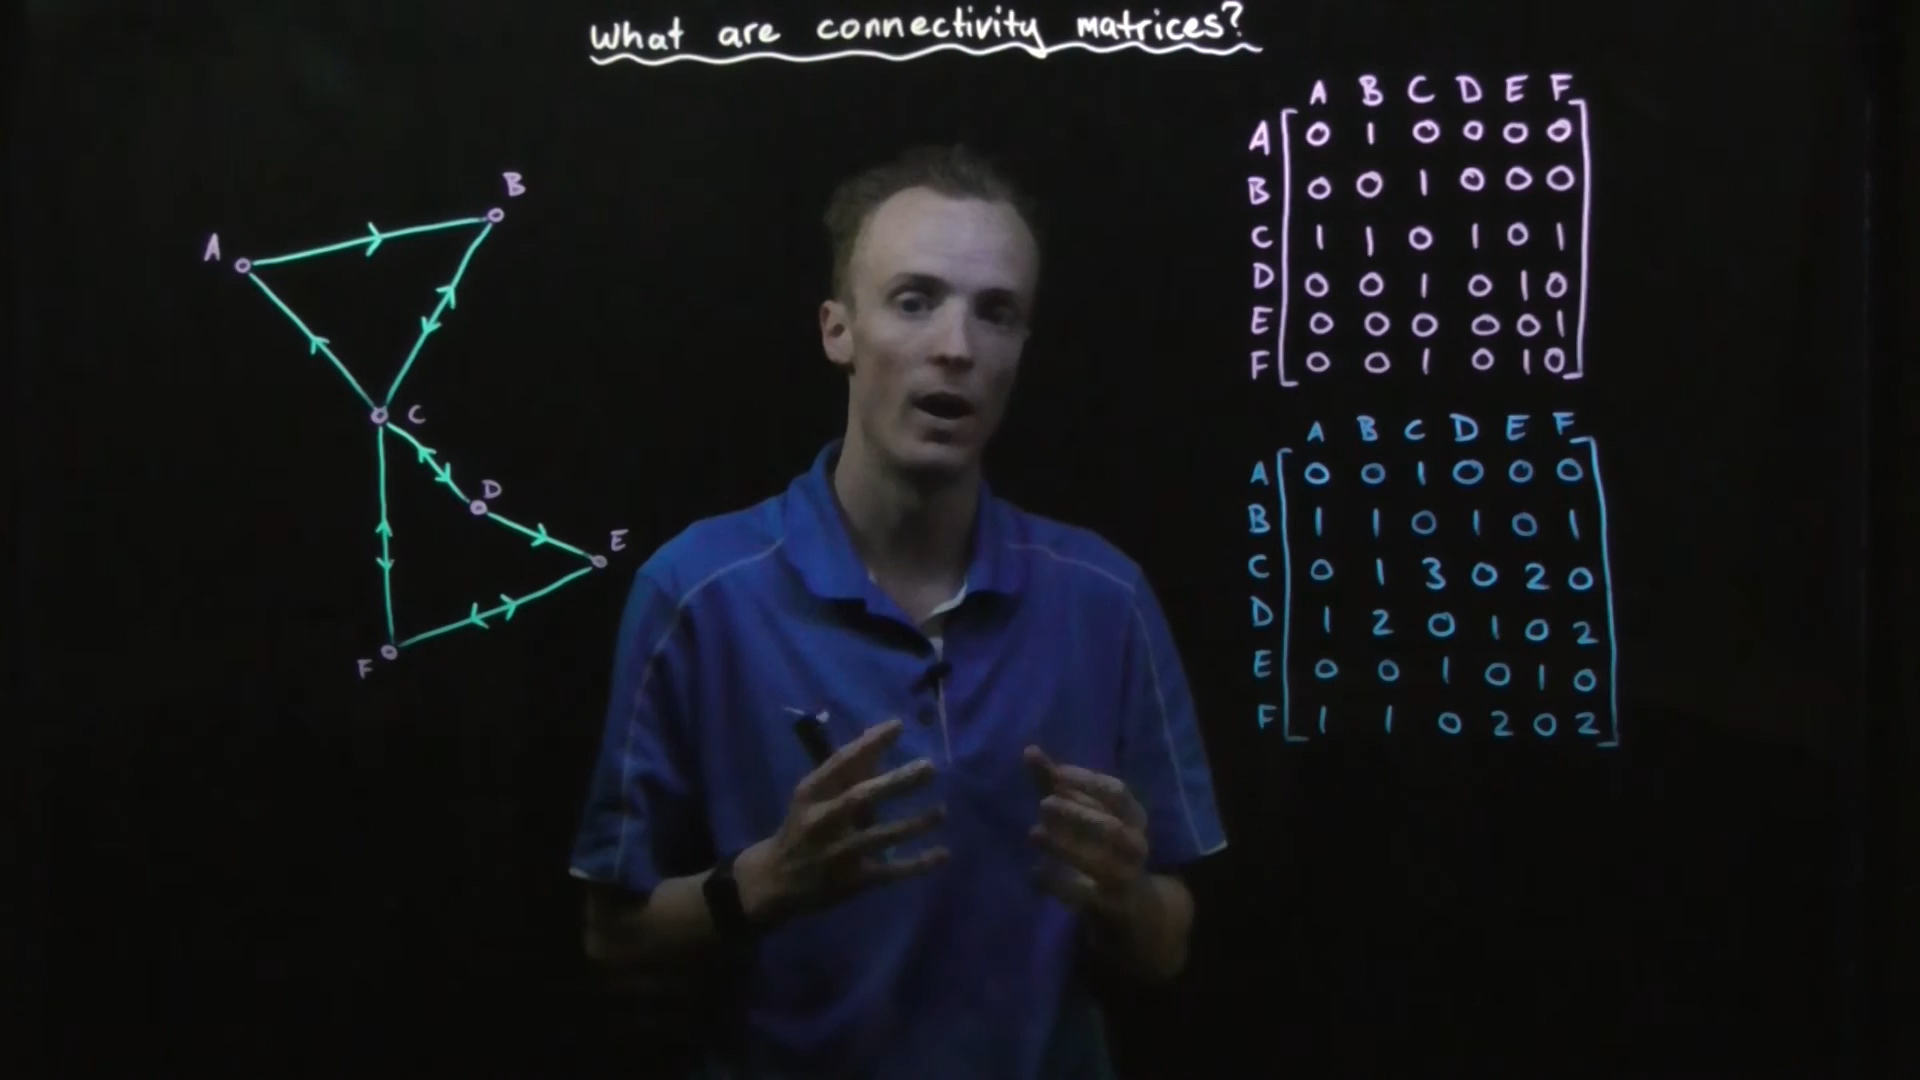 What are connectivity matrices?
A
B
C
D
E
F
A B C D E F
A 0 1 0 0 0 0
B 0 0 1 0 0 0
C 1 1 0 1 0 1
D 0 0 1 0 1 0
E 0 0 0 0 0 1
F 0 0 1 0 1 0
A B C D E F
A 0 0 1 0 0 0
B 1 1 0 1 0 1
C 0 1 3 0 2 0
D 1 2 0 1 0 2
E 0 0 1 0 1 0
F 1 1 0 2 0 2